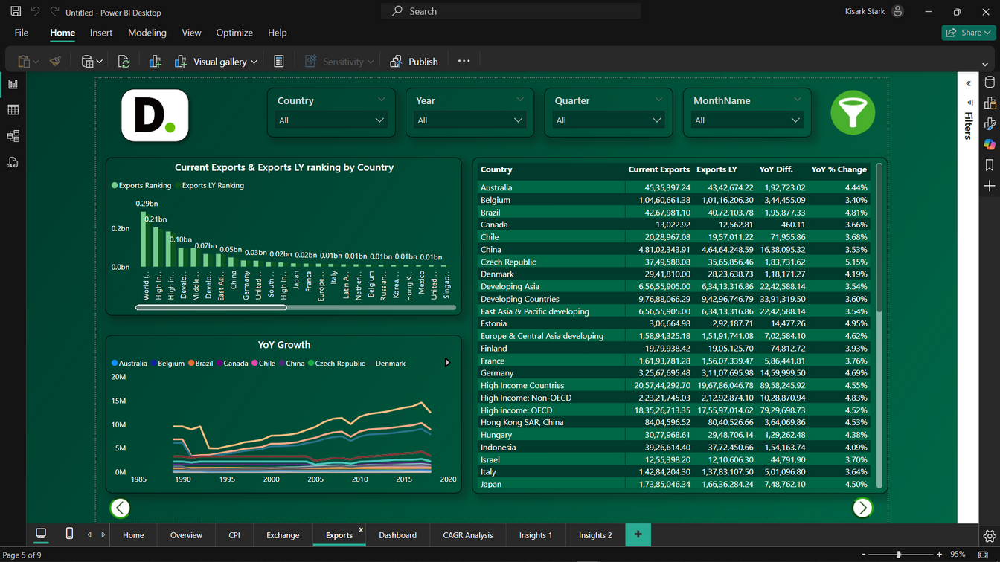 Untitled - Power BI Desktop
Search
Kisark Stark
File Home Insert Modeling View Optimize Help
Share
Visual gallery
Sensitivity
Publish
D.
Country
All
Year
All
Quarter
All
MonthName
All
Filters
Current Exports & Exports LY ranking by Country
Exports Ranking Exports LY Ranking
0.2bn
0.0bn
0.29bn 0.21bn 0.10bn 0.07bn 0.05bn 0.03bn 0.02bn 0.02bn 0.01bn 0.01bn 0.01bn 0.01bn 0.01bn
World (...
High In...
High in...
Develo...
Middle ...
Develo...
East Asi...
China
Germany
United ...
South ...
High In...
Japan
France
Europe ...
Italy
Latin A...
Netherl...
Belgium
Russian...
Korea, ...
Hong K...
Mexico
United ...
Singap...
YoY Growth
Australia Belgium Brazil Canada Chile China Czech Republic Denmark
20M
15M
10M
5M
0M
1985 1990 1995 2000 2005 2010 2015 2020
Country Current Exports Exports LY YoY Diff. YoY % Change
Australia 45,35,397.24 43,42,674.22 1,92,723.02 4.44%
Belgium 1,04,60,661.38 1,01,16,206.30 3,44,455.09 3.40%
Brazil 42,67,981.10 40,72,103.78 1,95,877.33 4.81%
Canada 13,022.92 12,562.81 460.11 3.66%
Chile 20,28,967.08 19,57,011.22 71,955.86 3.68%
China 4,81,02,343.91 4,64,64,248.59 16,38,095.32 3.53%
Czech Republic 37,49,588.08 35,65,856.46 1,83,731.62 5.15%
Denmark 29,41,810.00 28,23,638.73 1,18,171.27 4.19%
Developing Asia 6,56,55,905.00 6,34,13,316.86 22,42,588.14 3.54%
Developing Countries 9,76,88,066.29 9,42,96,746.79 33,91,319.50 3.60%
East Asia & Pacific developing 6,56,55,905.00 6,34,13,316.86 22,42,588.14 3.54%
Estonia 3,06,664.98 2,92,187.71 14,477.26 4.95%
Europe & Central Asia developing 1,58,94,325.18 1,51,91,741.08 7,02,584.10 4.62%
Finland 19,79,938.42 19,05,125.70 74,812.72 3.93%
France 1,61,93,781.28 1,56,07,339.47 5,86,441.81 3.76%
Germany 3,25,67,695.48 3,11,07,695.98 14,59,999.50 4.69%
High Income Countries 20,57,44,292.70 19,67,86,046.78 89,58,245.92 4.55%
High Income: Non-OECD 2,23,21,745.03 2,12,92,874.10 10,28,870.94 4.83%
High income: OECD 18,35,26,713.35 17,55,97,014.62 79,29,698.73 4.52%
Hong Kong SAR, China 84,04,596.52 80,40,526.66 3,64,069.86 4.53%
Hungary 30,77,968.61 29,48,706.14 1,29,262.48 4.38%
Indonesia 39,26,614.40 37,72,450.66 1,54,163.74 4.09%
Israel 12,55,398.20 12,10,606.30 44,791.90 3.70%
Italy 1,42,84,204.30 1,37,83,107.50 5,01,096.80 3.64%
Japan 1,73,85,046.34 1,66,36,284.24 7,48,762.10 4.50%
Home Overview CPI Exchange Exports x Dashboard CAGR Analysis Insights 1 Insights 2 +
Page 5 of 9
- + 95%